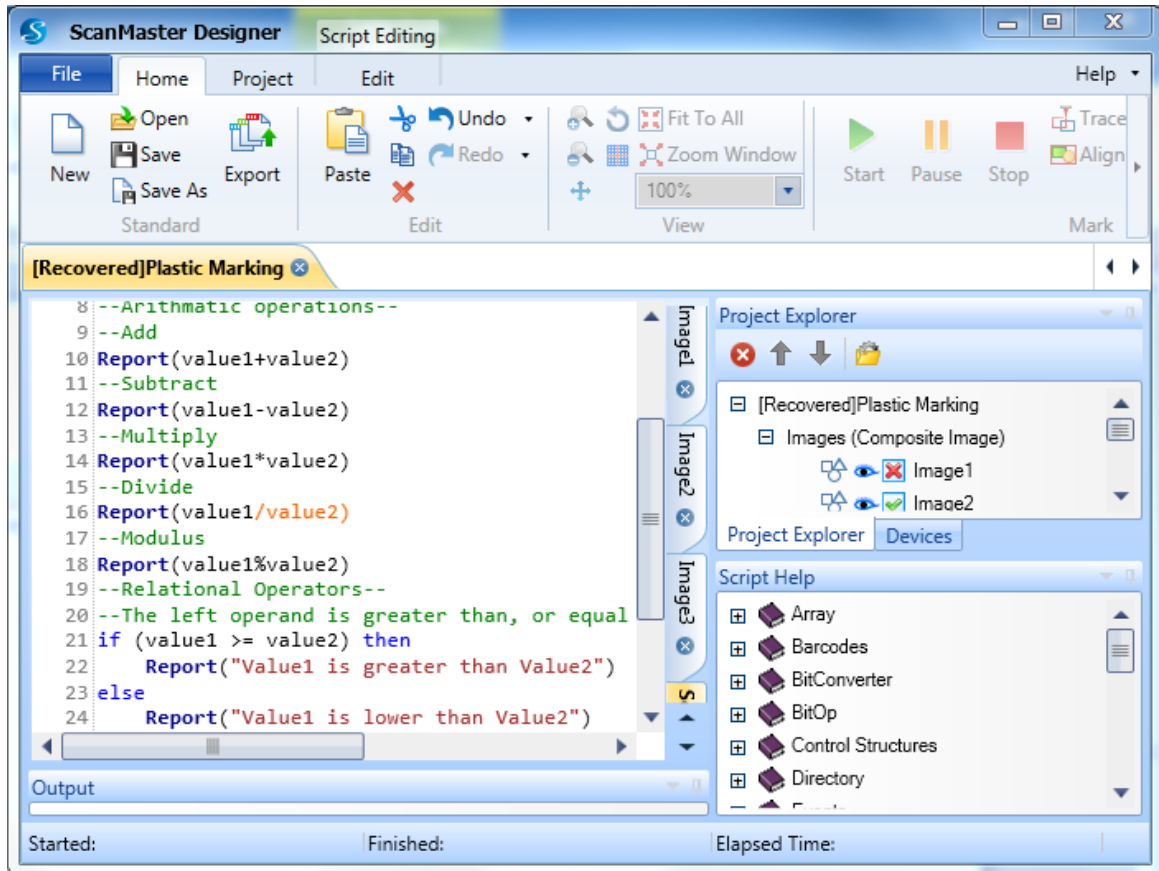 ScanMaster Designer
Script Editing
File
Home
Project
Edit
Help
New
Open
Save
Save As
Export
Standard
Paste
Undo
Redo
Edit
Fit To All
Zoom Window
100%
View
Start
Pause
Stop
Trace
Align
Mark
[Recovered]Plastic Marking
8 --Arithmatic operations--
9 --Add
10 Report(value1+value2)
11 --Subtract
12 Report(value1-value2)
13 --Multiply
14 Report(value1*value2)
15 --Divide
16 Report(value1/value2)
17 --Modulus
18 Report(value1%value2)
19 --Relational Operators--
20 --The left operand is greater than, or equal
21 if (value1 >= value2) then
22 Report("Value1 is greater than Value2")
23 else
24 Report("Value1 is lower than Value2")
Image1
Image2
Image3
S
Project Explorer
[Recovered]Plastic Marking
Images (Composite Image)
Image1
Image2
Project Explorer
Devices
Script Help
Array
Barcodes
BitConverter
BitOp
Control Structures
Directory
Output
Started:
Finished:
Elapsed Time: